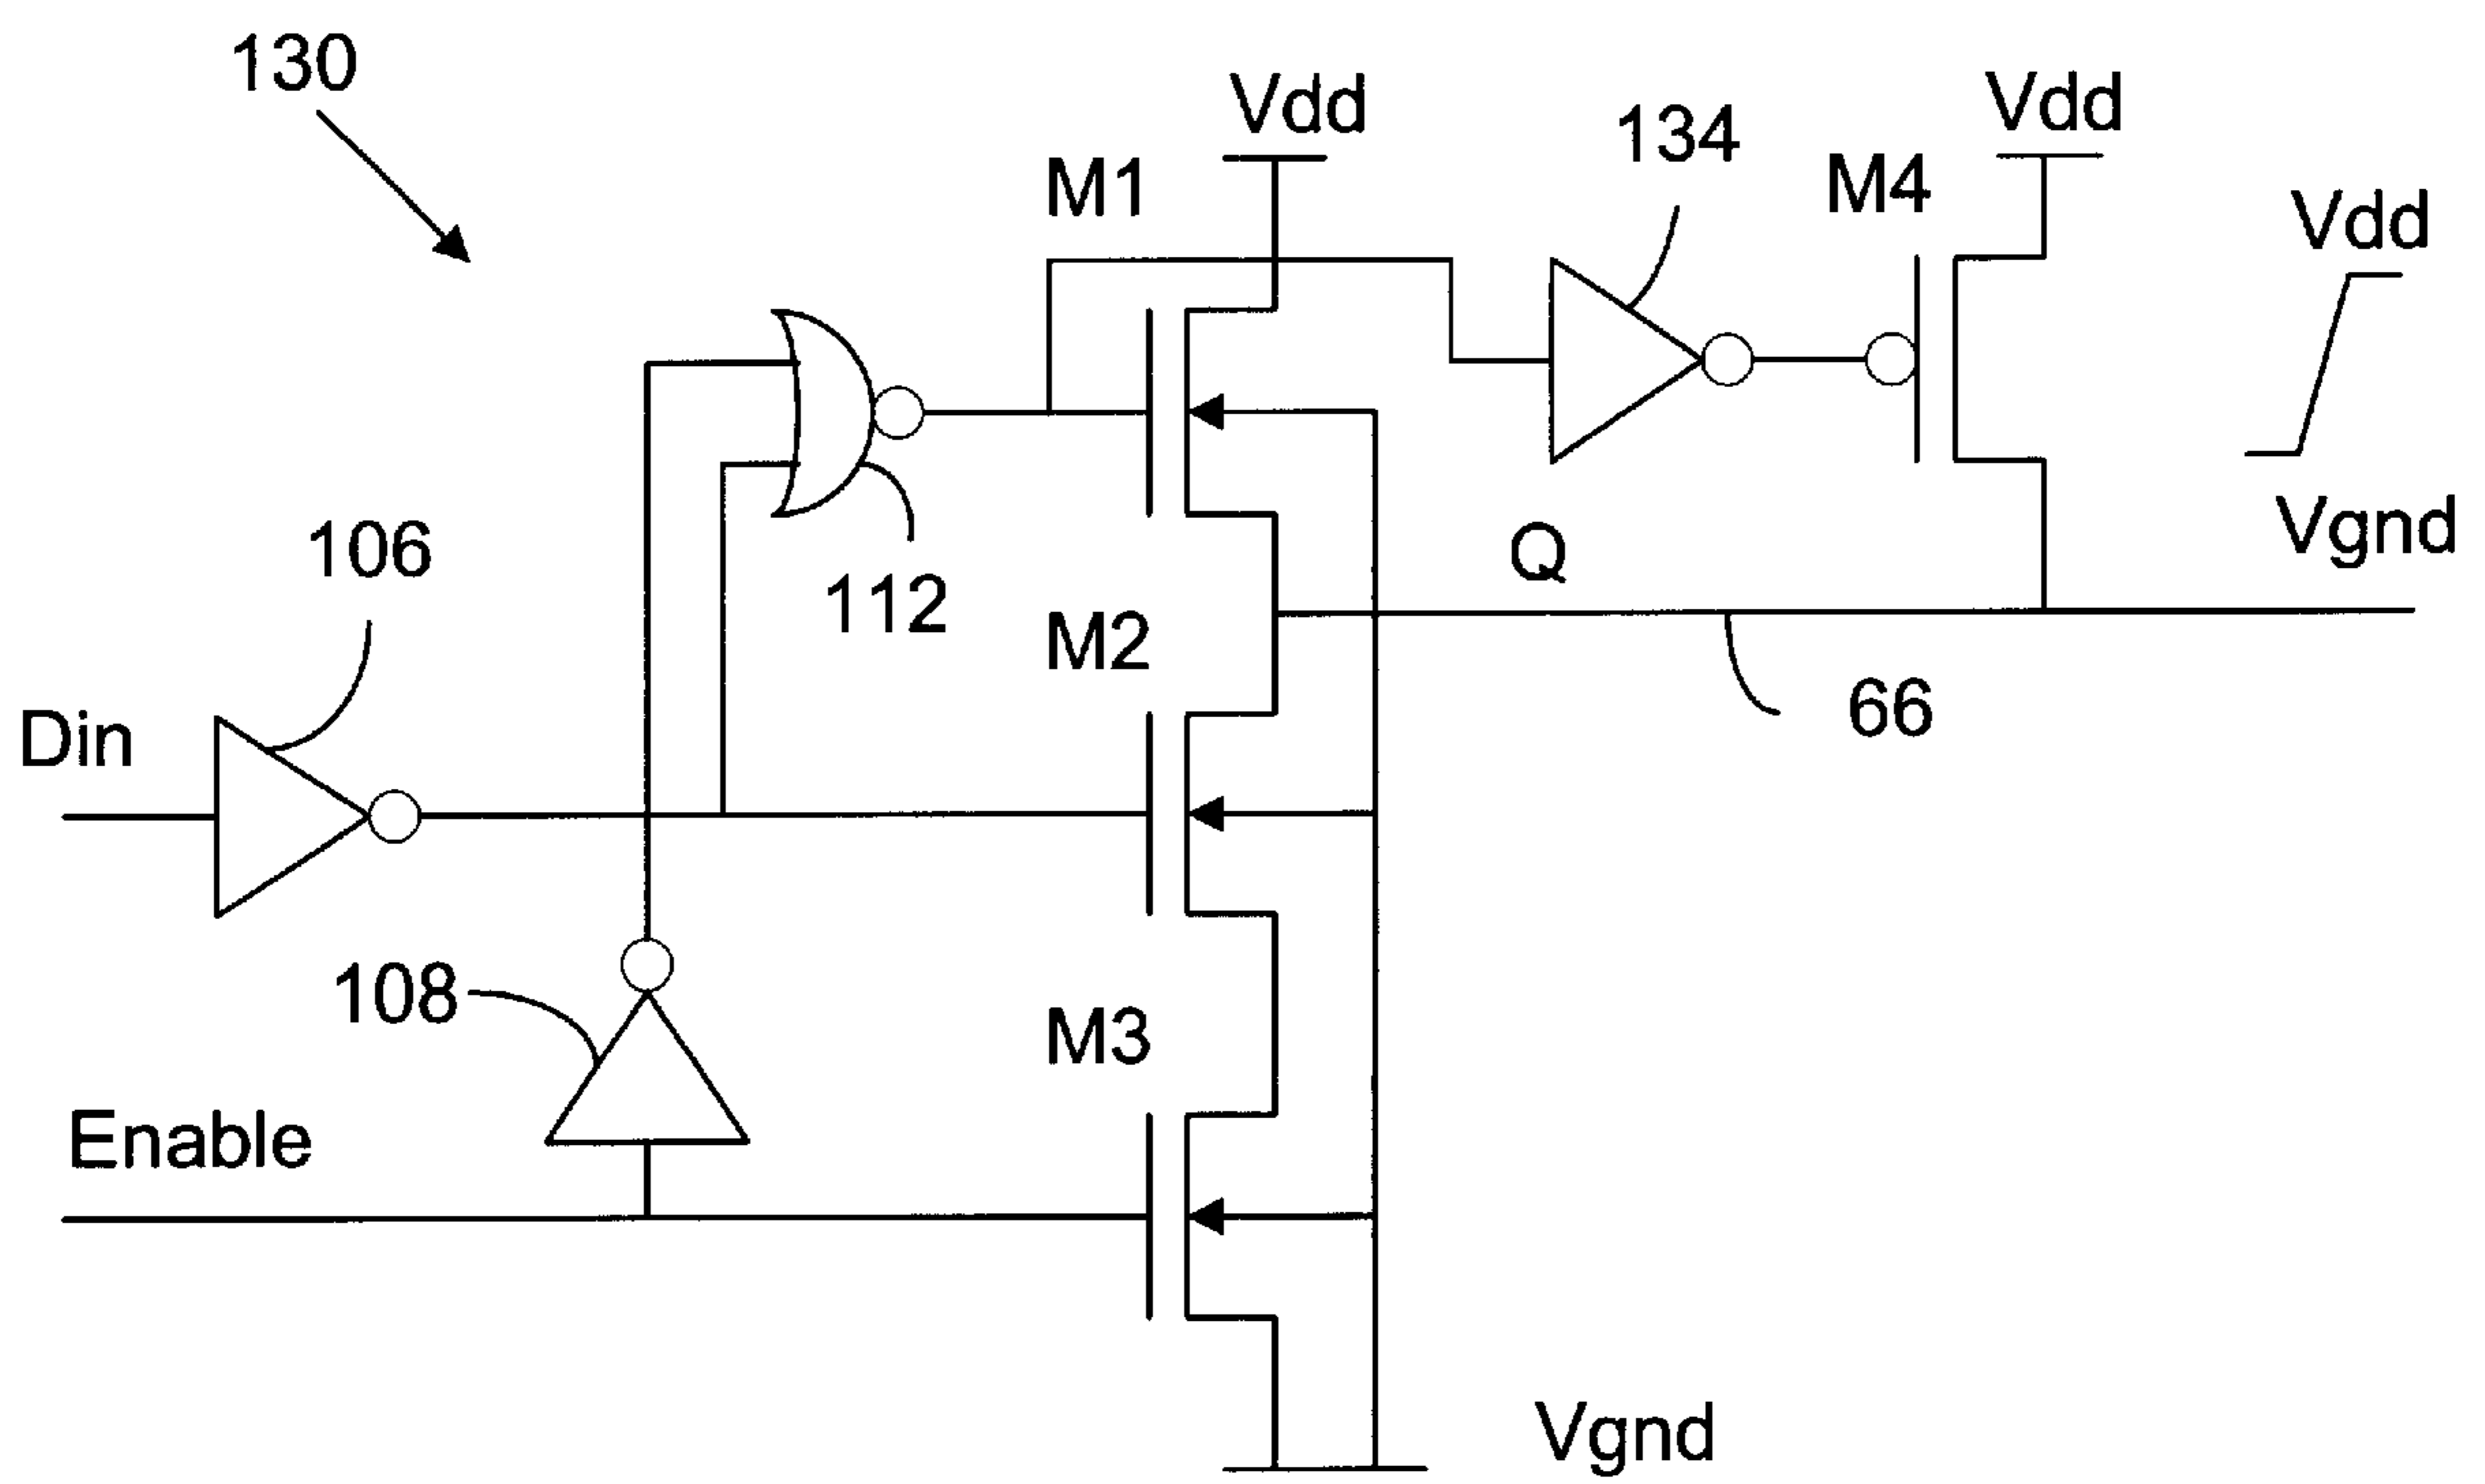 130
Vdd
Vdd
134
M1
M4
Vdd
106
112
Q
Vgnd
M2
66
Din
108
M3
Enable
Vgnd